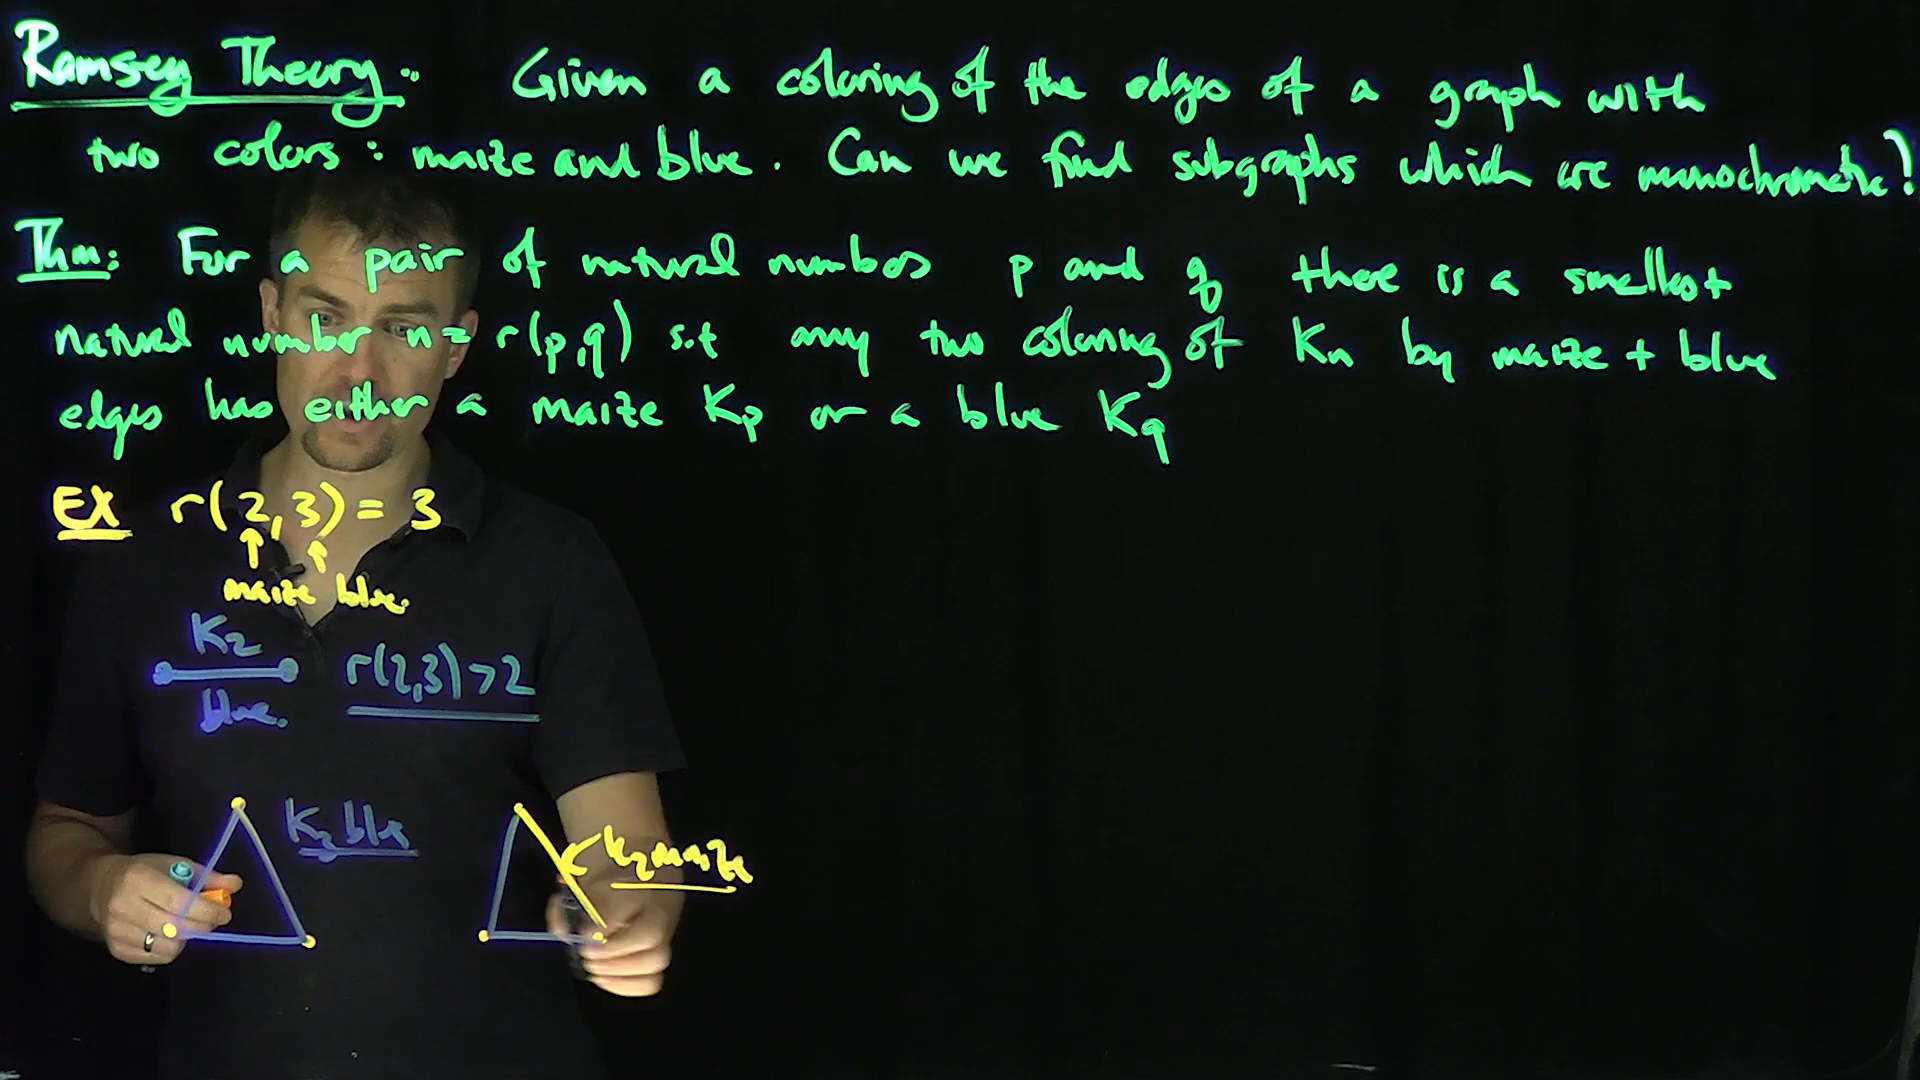 Ramsey Theory: Given a coloring of the edges of a graph with
two colors: maize and blue. Can we find subgraphs which are monochromatic?
Thm: For a pair of natural numbers p and q there is a smallest
natural number n = r(p,q) s.t any two coloring of Kn by maize + blue
edges has either a maize Kp or a blue Kq
EX r(2,3) = 3
maize blue.
K2
r(2,3)>2
blue.
K3 blue
K2 maize